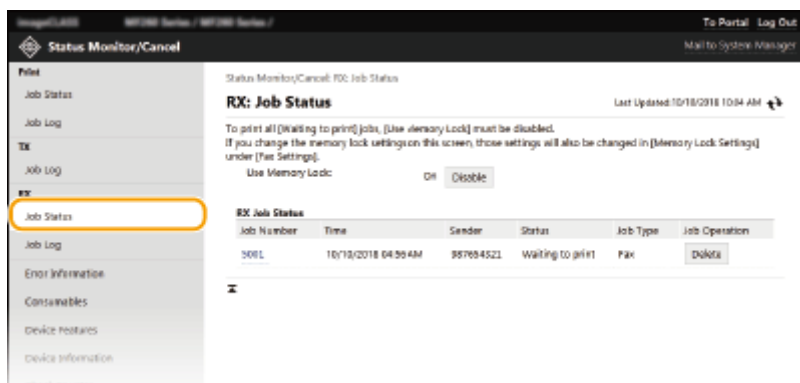 To Portal Log Out
Status Monitor/Cancel
Mail to System Manager
Print
Job Status
Job Log
TX
Job Log
RX
Job Status
Job Log
Error Information
Consumables
Device Features
Device Information
Status Monitor/Cancel: RX: Job Status
RX: Job Status
Last Updated: 10/10/2018 10:04 AM
To print all [Waiting to print] jobs, [Use Memory Lock] must be disabled.
If you change the memory lock settings on this screen, those settings will also be changed in [Memory Lock Settings]
under [Fax Settings].
Use Memory Lock: On Disable
RX Job Status
Job Number Time Sender Status Job Type Job Operation
5001 10/10/2018 04:56 AM 987654321 Waiting to print Fax Delete